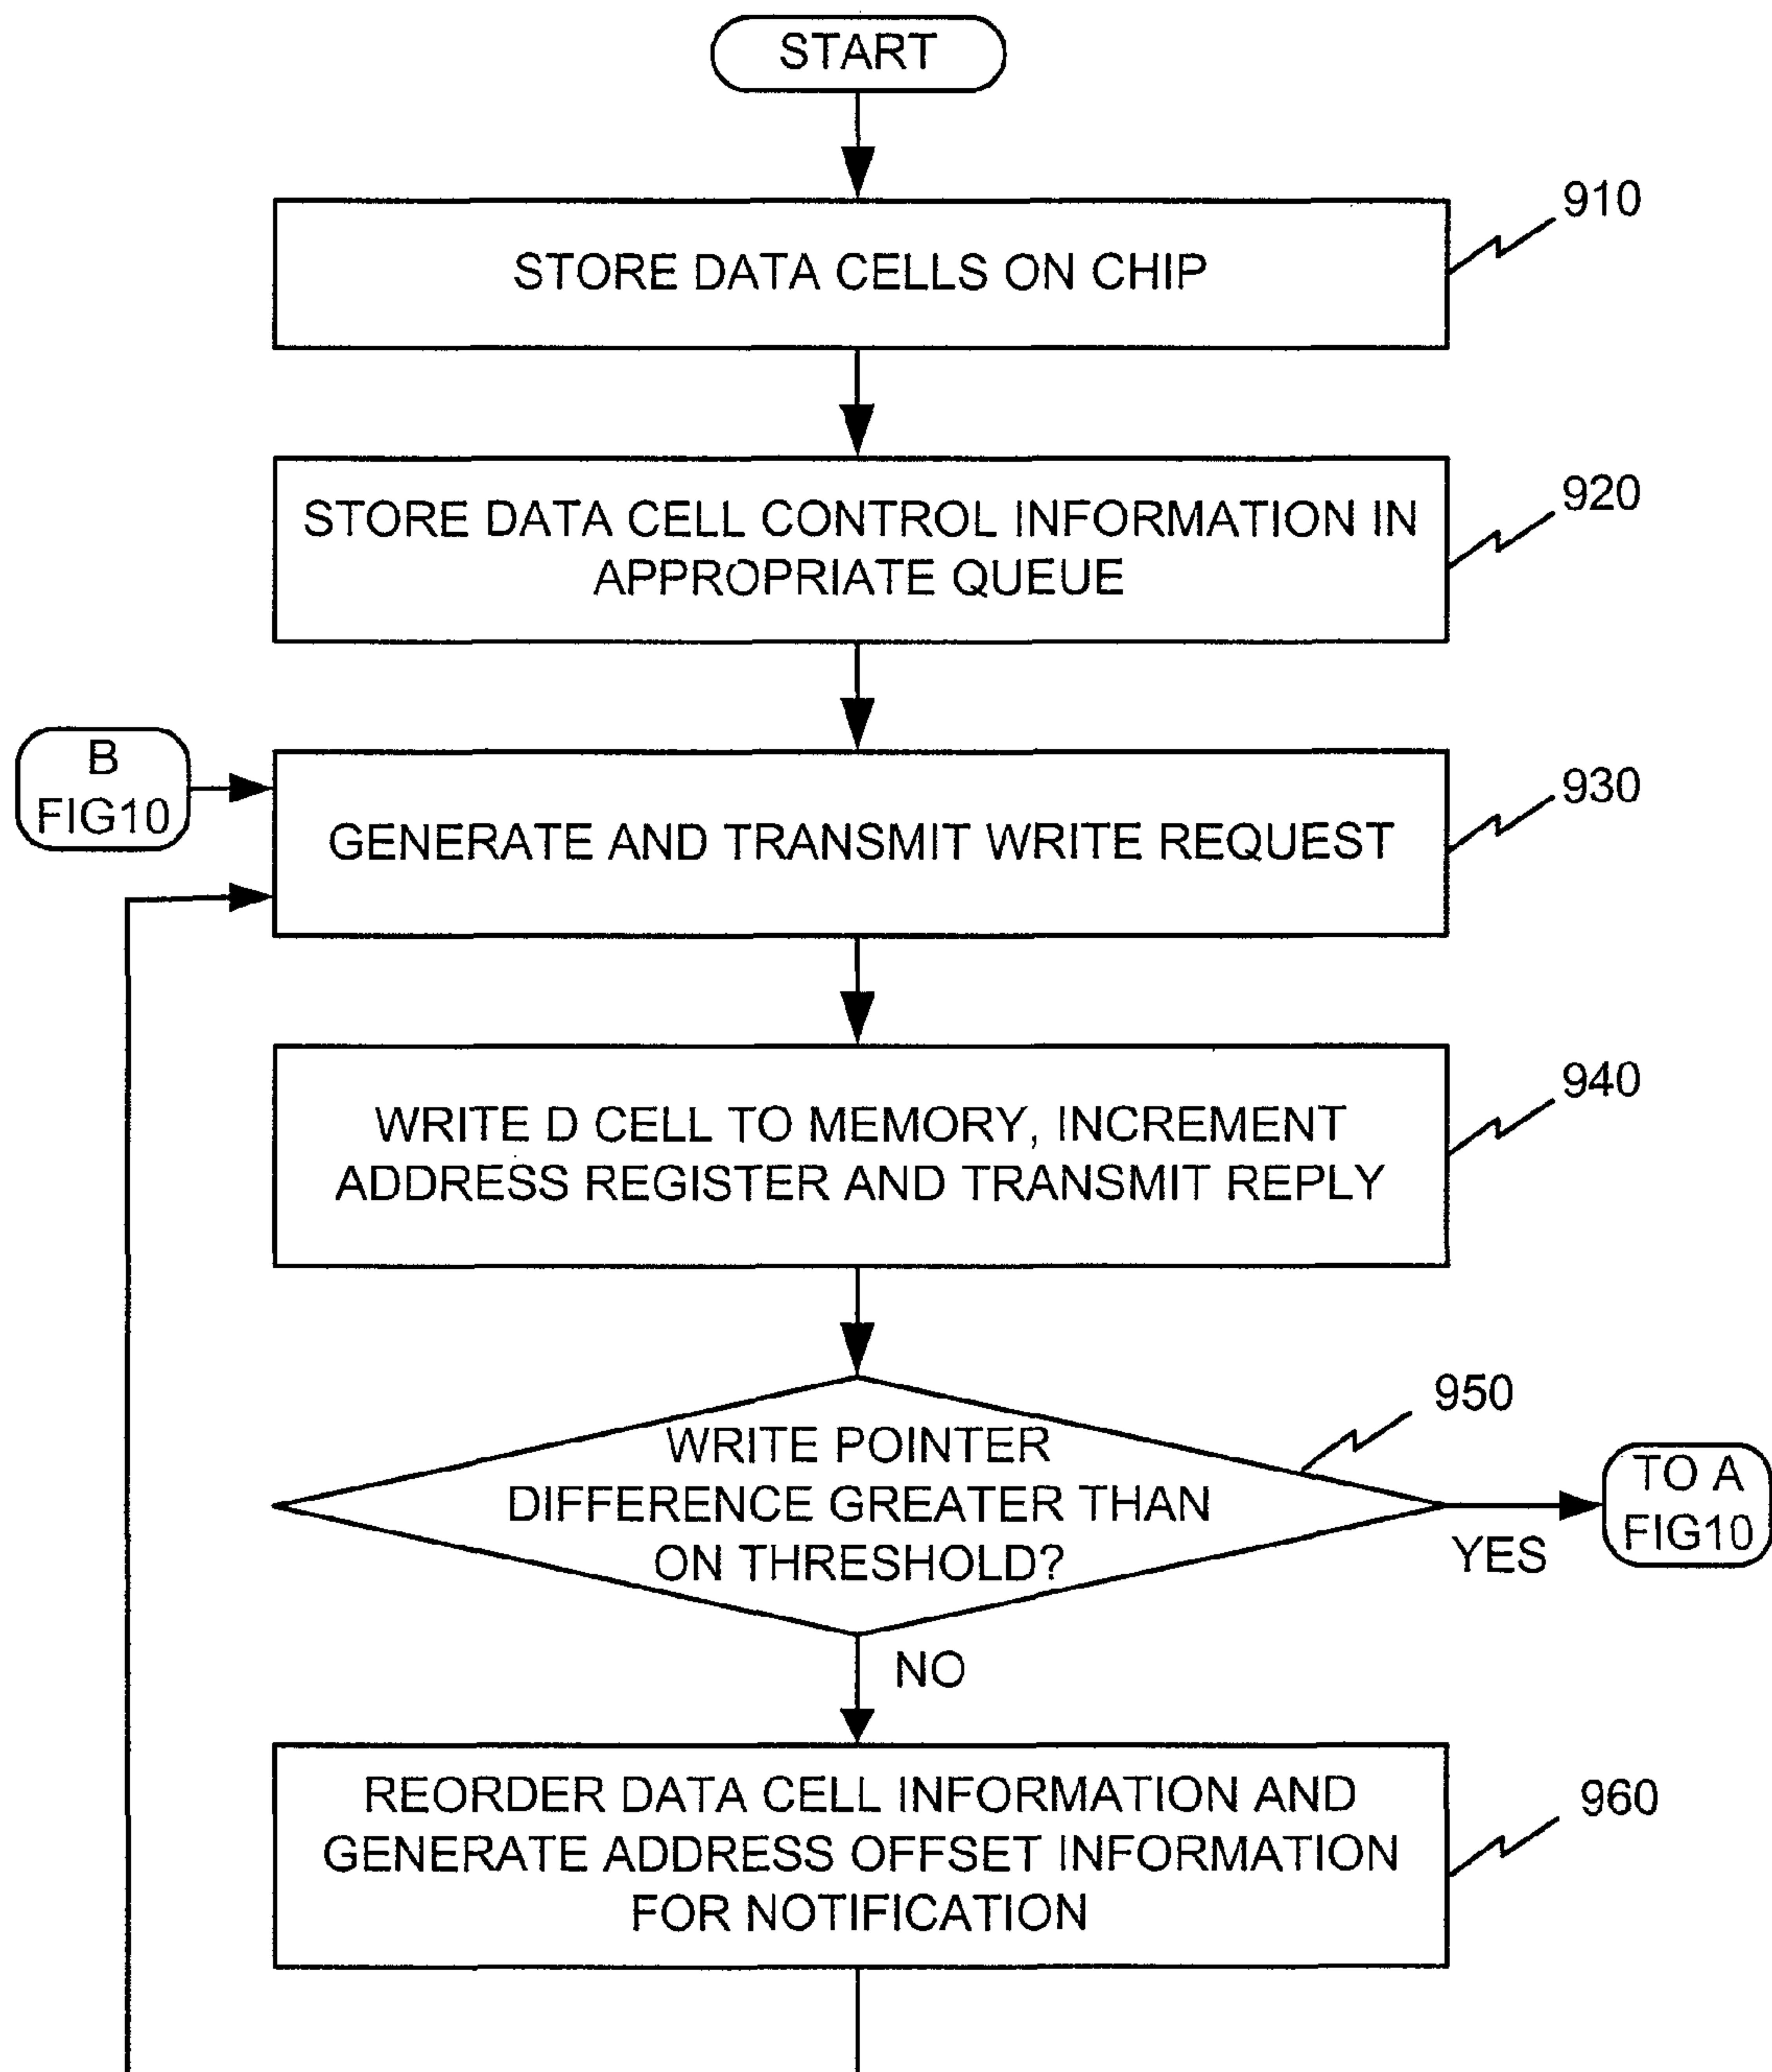 START
910
STORE DATA CELLS ON CHIP
920
STORE DATA CELL CONTROL INFORMATION IN
APPROPRIATE QUEUE
B
FIG10
930
GENERATE AND TRANSMIT WRITE REQUEST
940
WRITE D CELL TO MEMORY, INCREMENT
ADDRESS REGISTER AND TRANSMIT REPLY
950
WRITE POINTER
DIFFERENCE GREATER THAN
ON THRESHOLD?
TO A
FIG10
YES
NO
960
REORDER DATA CELL INFORMATION AND
GENERATE ADDRESS OFFSET INFORMATION
FOR NOTIFICATION